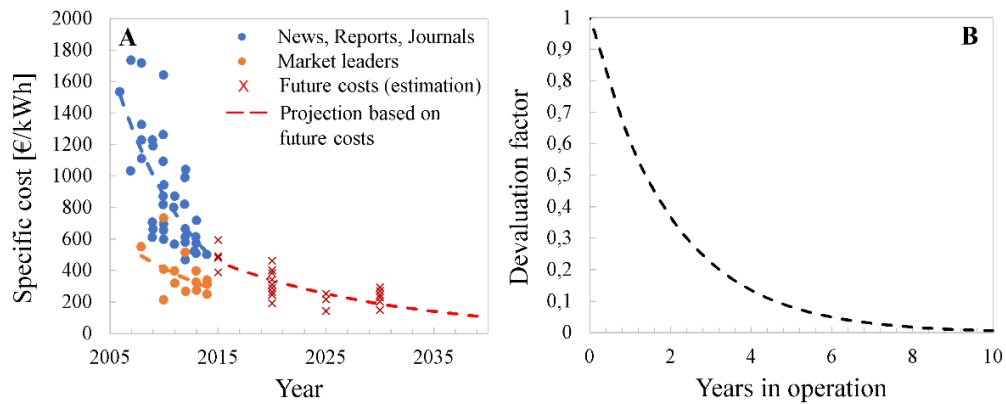 A
Specific cost [€/kWh]
2000
1800
1600
1400
1200
1000
800
600
400
200
0
2005
2015
2025
2035
Year
News, Reports, Journals
Market leaders
Future costs (estimation)
Projection based on
future costs
B
Devaluation factor
1
0,9
0,8
0,7
0,6
0,5
0,4
0,3
0,2
0,1
0
0
2
4
6
8
10
Years in operation